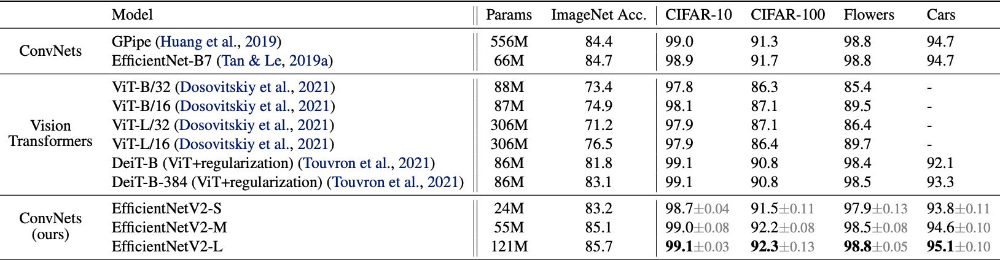 Model Params ImageNet Acc. CIFAR-10 CIFAR-100 Flowers Cars
ConvNets
GPipe (Huang et al., 2019) 556M 84.4 99.0 91.3 98.8 94.7
EfficientNet-B7 (Tan & Le, 2019a) 66M 84.7 98.9 91.7 98.8 94.7
Vision
Transformers
ViT-B/32 (Dosovitskiy et al., 2021) 88M 73.4 97.8 86.3 85.4 -
ViT-B/16 (Dosovitskiy et al., 2021) 87M 74.9 98.1 87.1 89.5 -
ViT-L/32 (Dosovitskiy et al., 2021) 306M 71.2 97.9 87.1 86.4 -
ViT-L/16 (Dosovitskiy et al., 2021) 306M 76.5 97.9 86.4 89.7 -
DeiT-B (ViT+regularization) (Touvron et al., 2021) 86M 81.8 99.1 90.8 98.4 92.1
DeiT-B-384 (ViT+regularization) (Touvron et al., 2021) 86M 83.1 99.1 90.8 98.5 93.3
ConvNets
(ours)
EfficientNetV2-S 24M 83.2 98.7±0.04 91.5±0.11 97.9±0.13 93.8±0.11
EfficientNetV2-M 55M 85.1 99.0±0.08 92.2±0.08 98.5±0.08 94.6±0.10
EfficientNetV2-L 121M 85.7 99.1±0.03 92.3±0.13 98.8±0.05 95.1±0.10